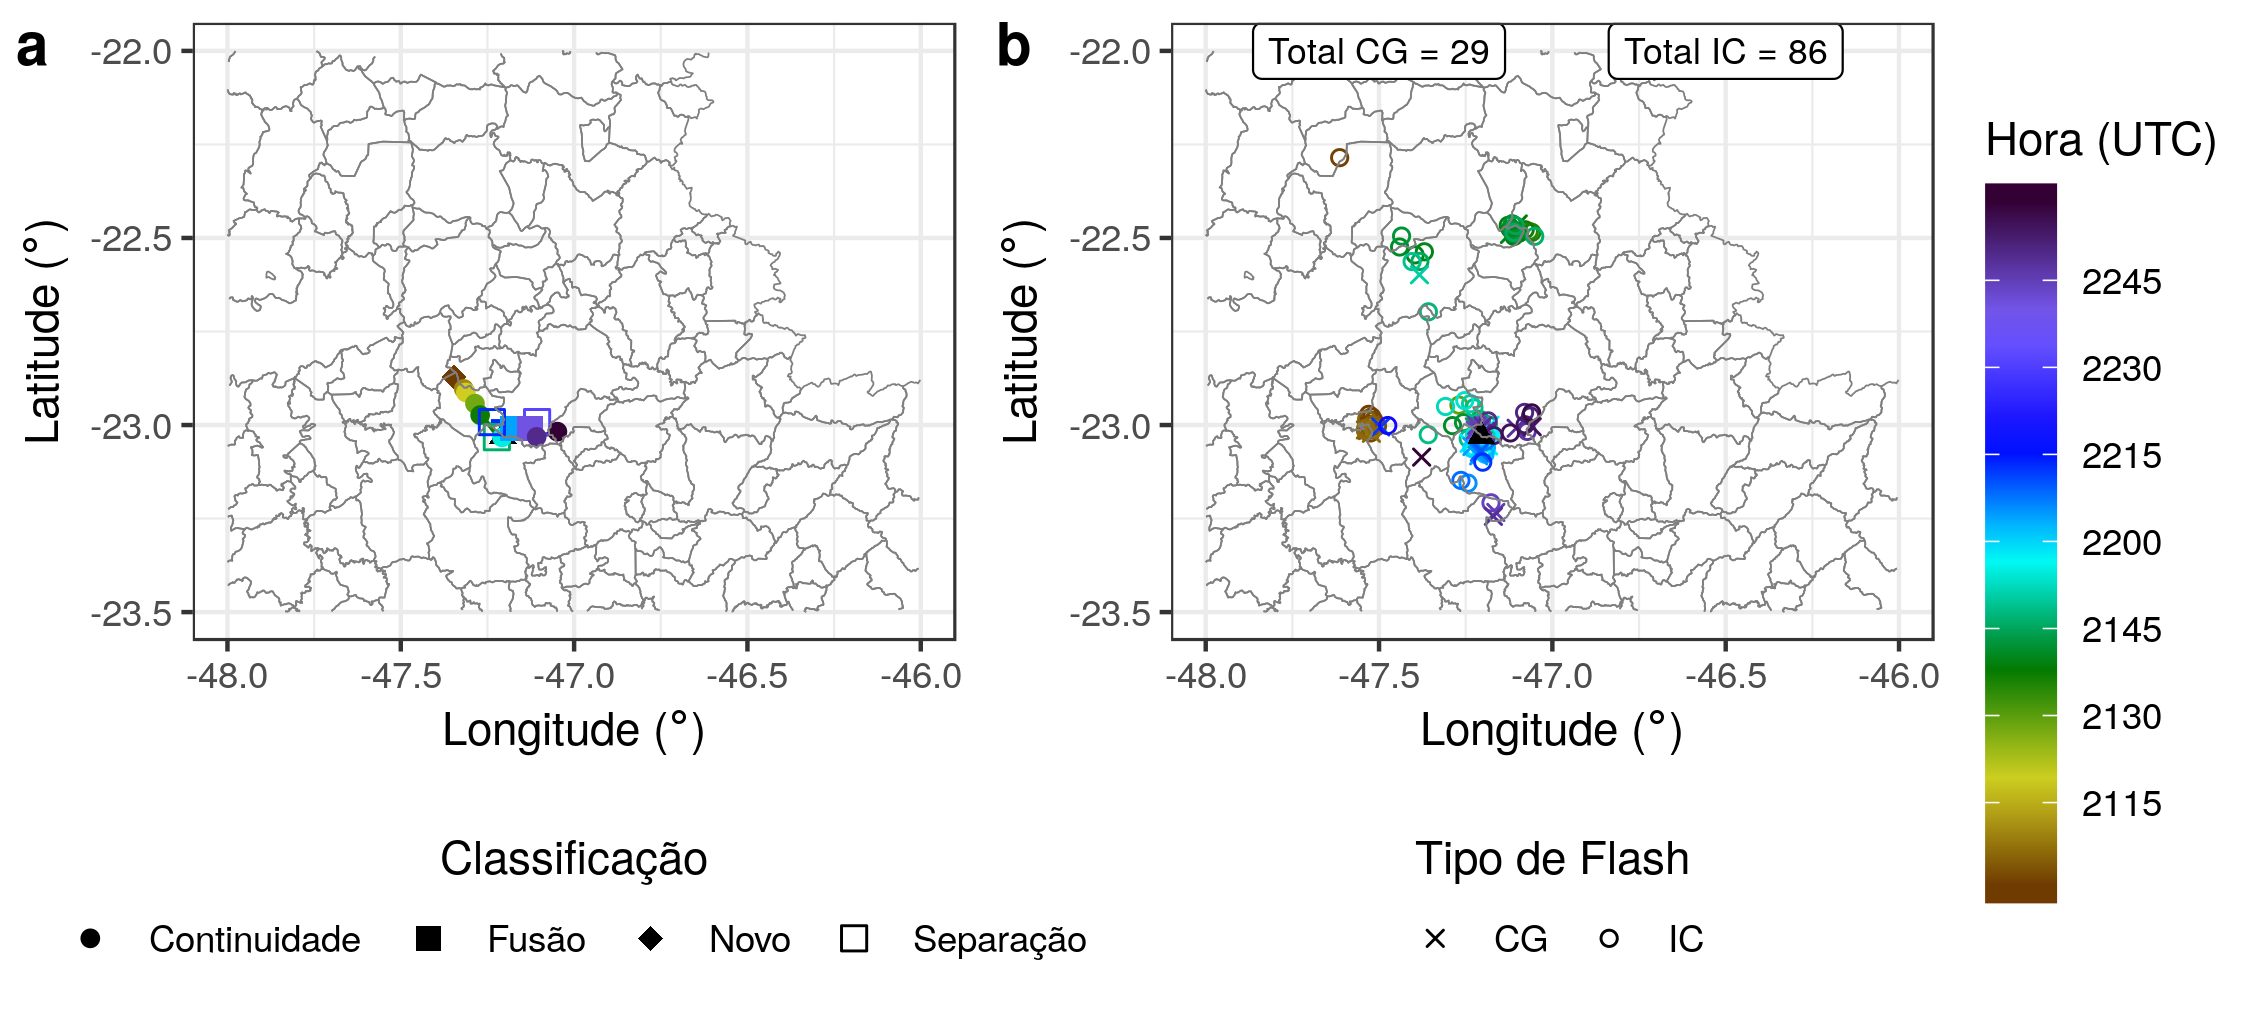 a
-22.0
-22.5
-23.0
-23.5
Latitude (°)
-48.0 -47.5 -47.0 -46.5 -46.0
Longitude (°)
b
Total CG = 29
Total IC = 86
-22.0
-22.5
-23.0
-23.5
Latitude (°)
-48.0 -47.5 -47.0 -46.5 -46.0
Longitude (°)
Hora (UTC)
2245
2230
2215
2200
2145
2130
2115
Classificação
Continuidade Fusão Novo Separação
Tipo de Flash
CG IC